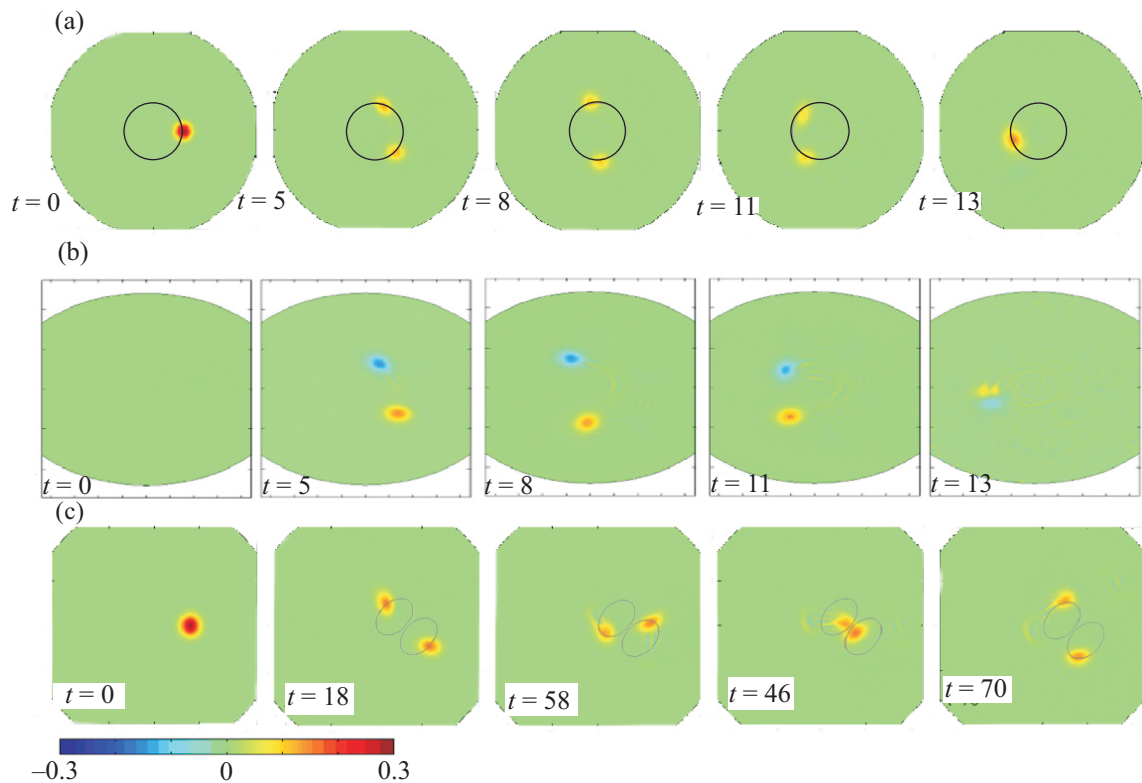 (a)
t = 0
t = 5
t = 8
t = 11
t = 13
(b)
t = 0
t = 5
t = 8
t = 11
t = 13
(c)
t = 0
t = 18
t = 58
t = 46
t = 70
–0.3 0 0.3